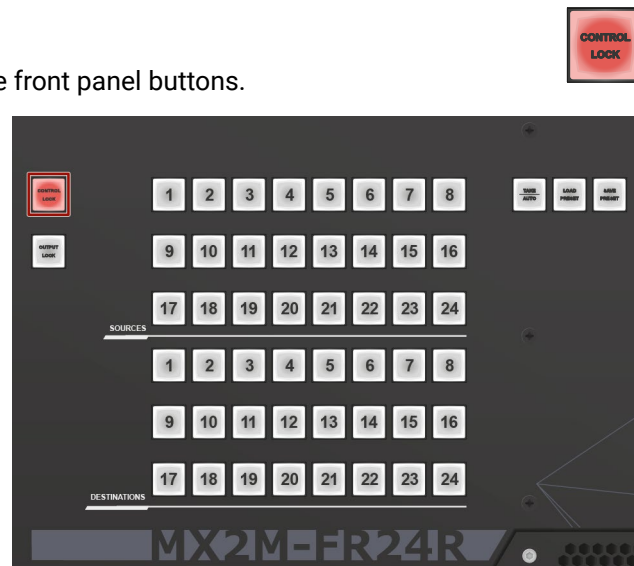 CONTROL
LOCK
e front panel buttons.
CONTROL
LOCK
1 2 3 4 5 6 7 8
TAKE
AUTO
LOAD
PRESET
SAVE
PRESET
OUTPUT
LOCK
9 10 11 12 13 14 15 16
17 18 19 20 21 22 23 24
SOURCES
1 2 3 4 5 6 7 8
9 10 11 12 13 14 15 16
17 18 19 20 21 22 23 24
DESTINATIONS
MX2M-FR24R